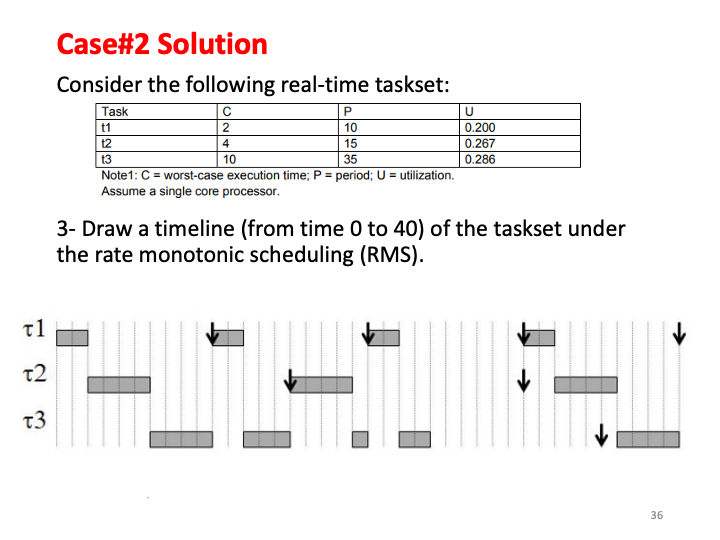 Case#2 Solution
Consider the following real-time taskset:
Task C P U
t1 2 10 0.200
t2 4 15 0.267
t3 10 35 0.286
Note1: C = worst-case execution time; P = period; U = utilization.
Assume a single core processor.
3- Draw a timeline (from time 0 to 40) of the taskset under
the rate monotonic scheduling (RMS).
τ1
τ2
τ3
36